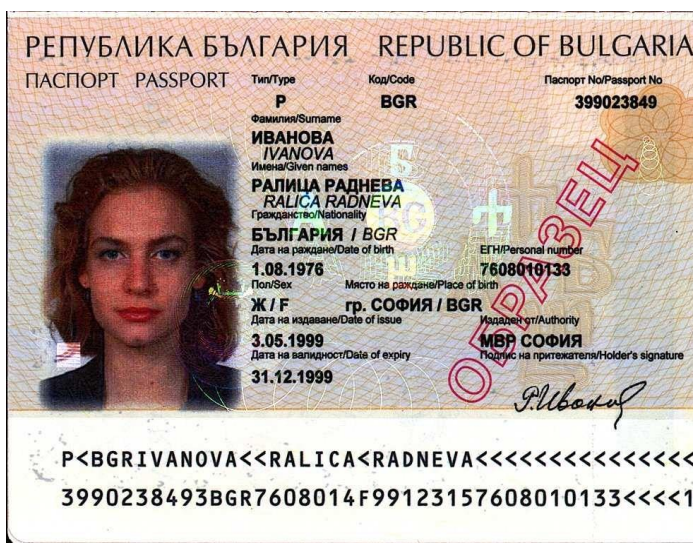 РЕПУБЛИКА БЪЛГАРИЯ REPUBLIC OF BULGARIA
ПАСПОРТ PASSPORT Тип/Type Код/Code Паспорт No/Passport No
P BGR 399023849
Фамилия/Surname
ИВАНОВА
IVANOVA
Имена/Given names
РАЛИЦА РАДНЕВА
RALICA RADNEVA
Гражданство/Nationality
БЪЛГАРИЯ / BGR
Дата на раждане/Date of birth ЕГН/Personal number
1.08.1976 7608010133
Пол/Sex Място на раждане/Place of birth
Ж / F гр. СОФИЯ / BGR
Дата на издаване/Date of issue Издаден от/Authority
3.05.1999 МВР СОФИЯ
Дата на валидност/Date of expiry Подпис на притежателя/Holder's signature
31.12.1999
ОБРАЗЕЦ
P<BGRIVANOVA<<RALICA<RADNEVA<<<<<<<<<<<<<<<
3990238493BGR7608014F99123157608010133<<<<1